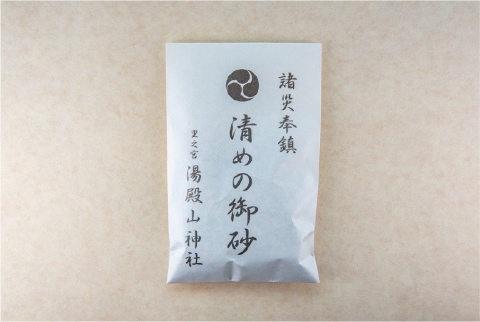 諸災奉鎮
清めの御砂
里之宮 湯殿山神社